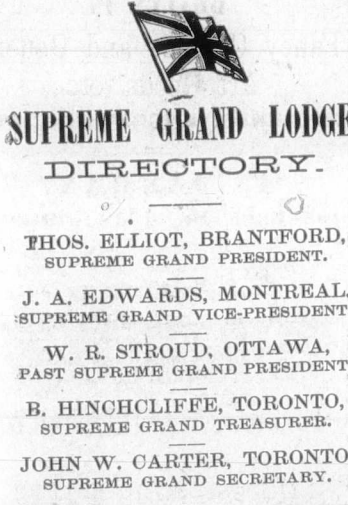 SUPREME GRAND LODGE
DIRECTORY.
THOS. ELLIOT, BRANTFORD,
SUPREME GRAND PRESIDENT.
J. A. EDWARDS, MONTREAL,
SUPREME GRAND VICE-PRESIDENT
W. R. STROUD, OTTAWA,
PAST SUPREME GRAND PRESIDENT
B. HINCHCLIFFE, TORONTO,
SUPREME GRAND TREASURER.
JOHN W. CARTER, TORONTO
SUPREME GRAND SECRETARY.